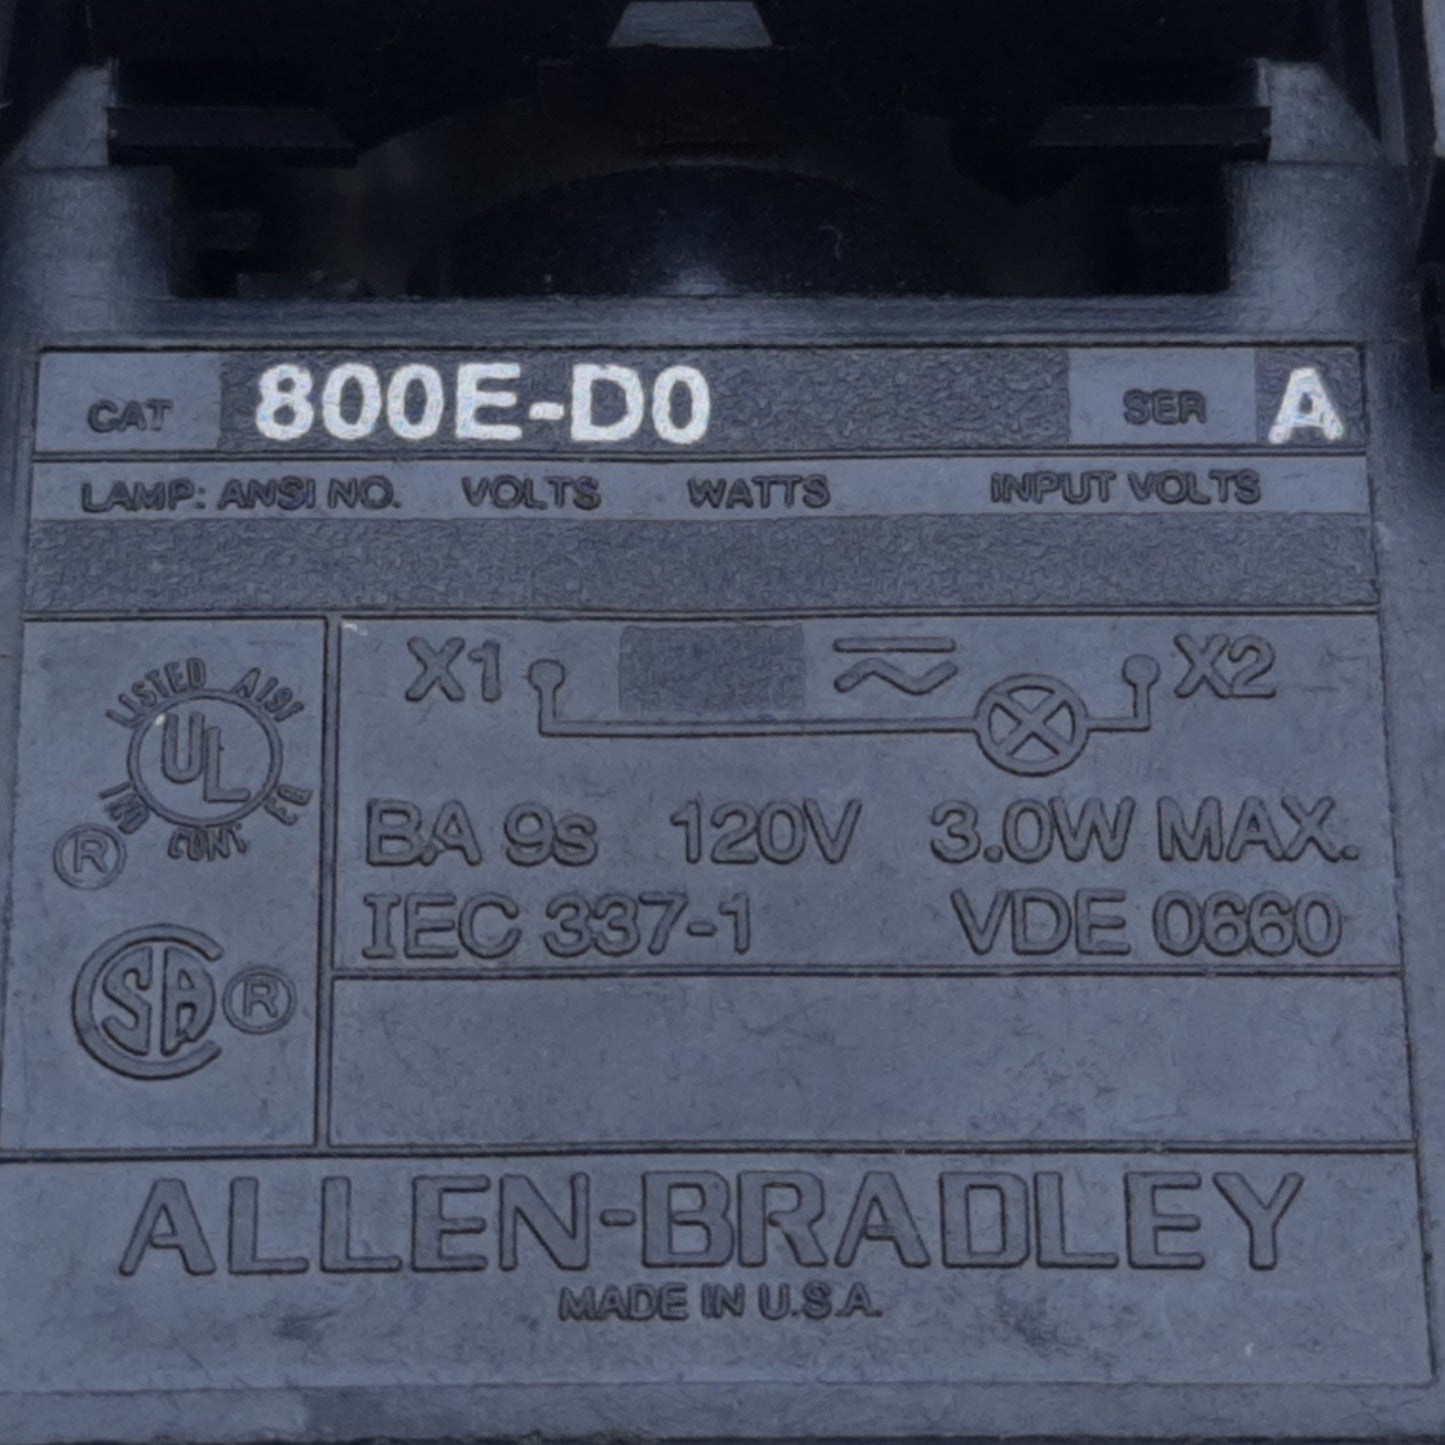 CAT 800E-D0 SER A
LAMP: ANSI NO. VOLTS WATTS INPUT VOLTS
X1 X2
LISTED
UL
IND CONT
®
BA 9s 120V 3.0W MAX.
IEC 337-1 VDE 0660
SA ®
ALLEN-BRADLEY
MADE IN U.S.A.